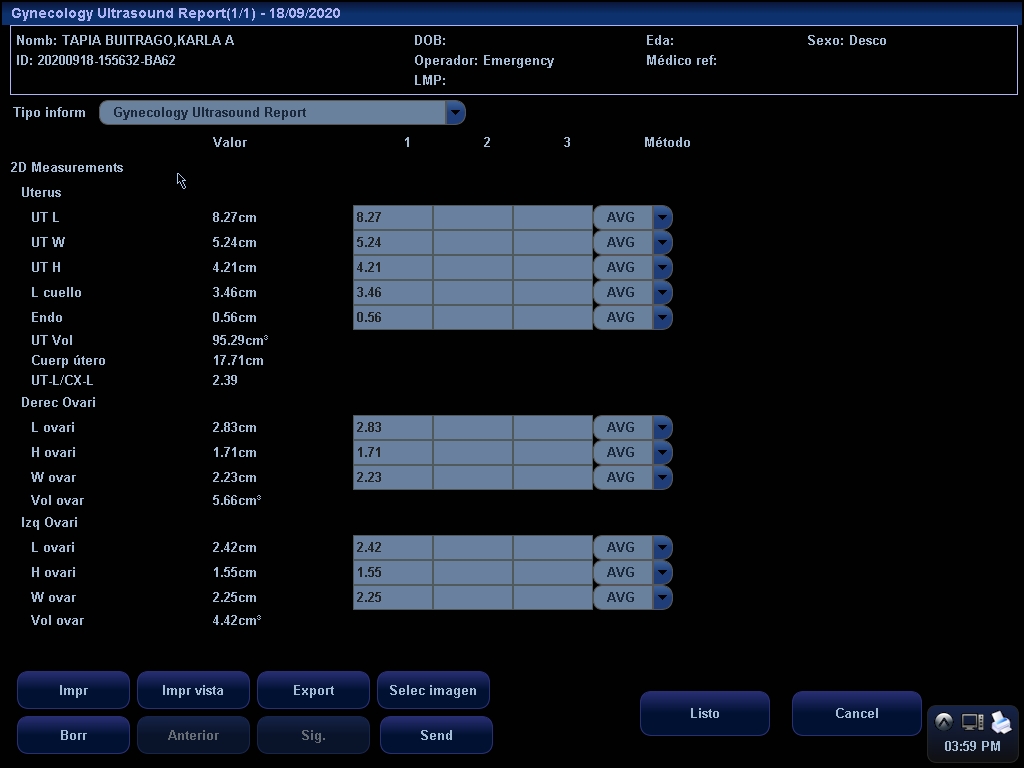 Gynecology Ultrasound Report(1/1) - 18/09/2020
Nomb: TAPIA BUITRAGO,KARLA A DOB: Eda: Sexo: Desco
ID: 20200918-155632-BA62 Operador: Emergency Médico ref:
LMP:
Tipo inform Gynecology Ultrasound Report
Valor 1 2 3 Método
2D Measurements
Uterus
UT L 8.27cm 8.27 AVG
UT W 5.24cm 5.24 AVG
UT H 4.21cm 4.21 AVG
L cuello 3.46cm 3.46 AVG
Endo 0.56cm 0.56 AVG
UT Vol 95.29cm³
Cuerp útero 17.71cm
UT-L/CX-L 2.39
Derec Ovari
L ovari 2.83cm 2.83 AVG
H ovari 1.71cm 1.71 AVG
W ovar 2.23cm 2.23 AVG
Vol ovar 5.66cm³
Izq Ovari
L ovari 2.42cm 2.42 AVG
H ovari 1.55cm 1.55 AVG
W ovar 2.25cm 2.25 AVG
Vol ovar 4.42cm³
Impr Impr vista Export Selec imagen
Listo Cancel
Borr Anterior Sig. Send
03:59 PM